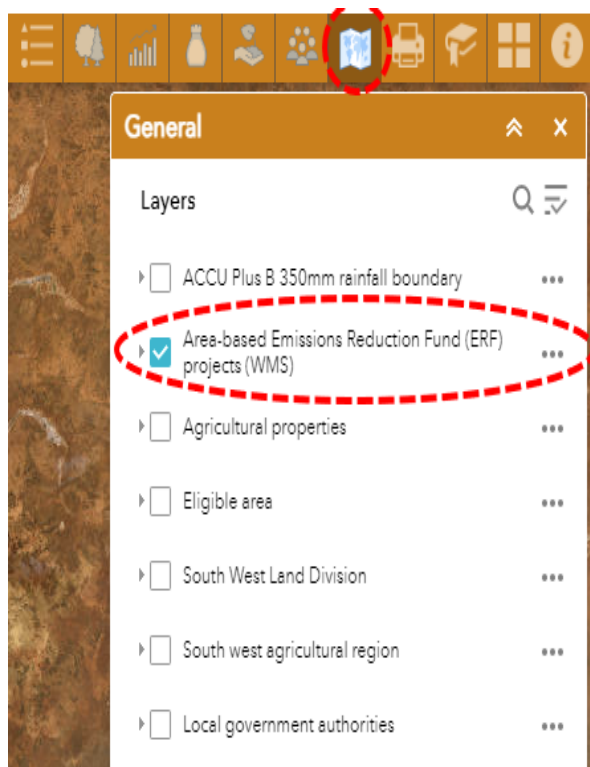 General
Layers
ACCU Plus B 350mm rainfall boundary
Area-based Emissions Reduction Fund (ERF)
projects (WMS)
Agricultural properties
Eligible area
South West Land Division
South west agricultural region
Local government authorities